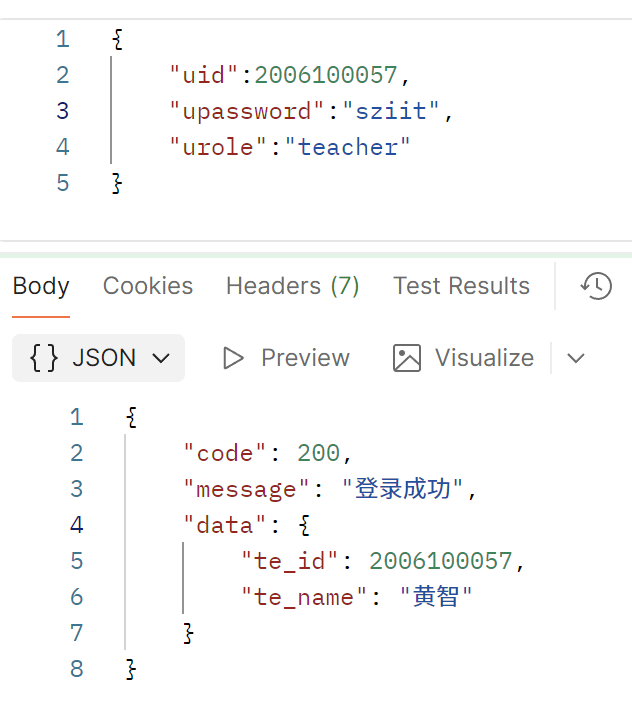 1 {
2 "uid":2006100057,
3 "upassword":"sziit",
4 "urole":"teacher"
5 }
Body Cookies Headers (7) Test Results
{} JSON Preview Visualize
1 {
2 "code": 200,
3 "message": "登录成功",
4 "data": {
5 "te_id": 2006100057,
6 "te_name": "黄智"
7 }
8 }